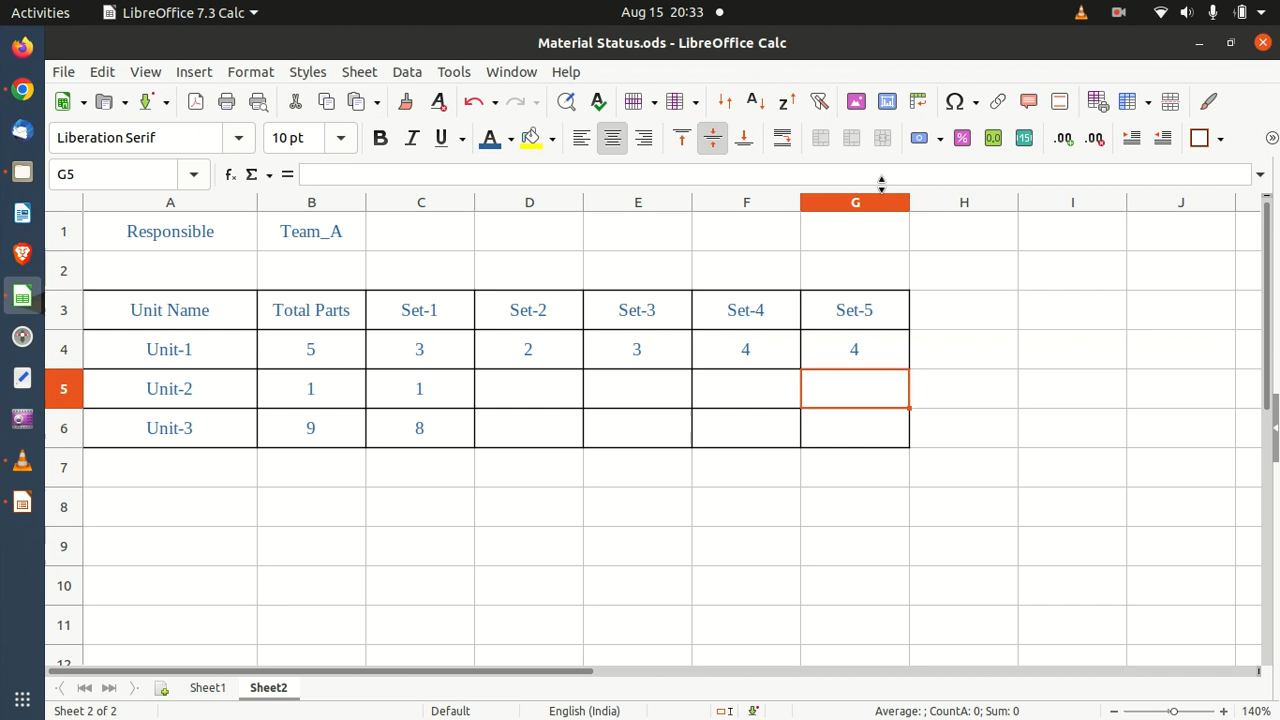 Activities LibreOffice 7.3 Calc Aug 15 20:33
Material Status.ods - LibreOffice Calc
File Edit View Insert Format Styles Sheet Data Tools Window Help
Liberation Serif 10 pt
G5
A B C D E F G H I J
1 Responsible Team_A
2
3 Unit Name Total Parts Set-1 Set-2 Set-3 Set-4 Set-5
4 Unit-1 5 3 2 3 4 4
5 Unit-2 1 1
6 Unit-3 9 8
7
8
9
10
11
12
Sheet1 Sheet2
Sheet 2 of 2 Default English (India) Average: ; CountA: 0; Sum: 0 140%